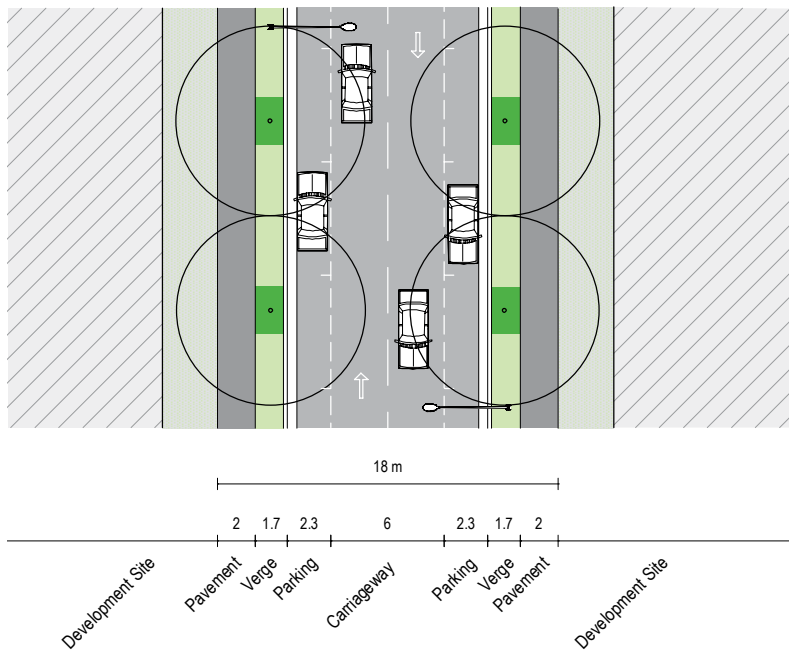 18 m
2 1.7 2.3 6 2.3 1.7 2
Development Site Pavement Verge Parking Carriageway Parking Verge Pavement Development Site